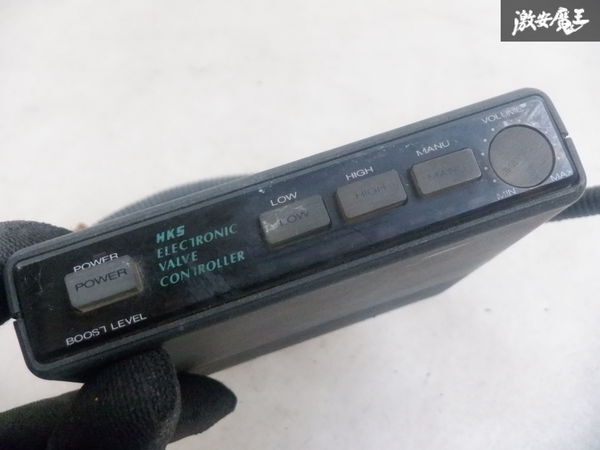 激安魔王
VOLUME
MANU
MANU
HIGH
HIGH
LOW
LOW
MIN
MAX
HKS
ELECTRONIC
VALVE
CONTROLLER
POWER
POWER
BOOST LEVEL